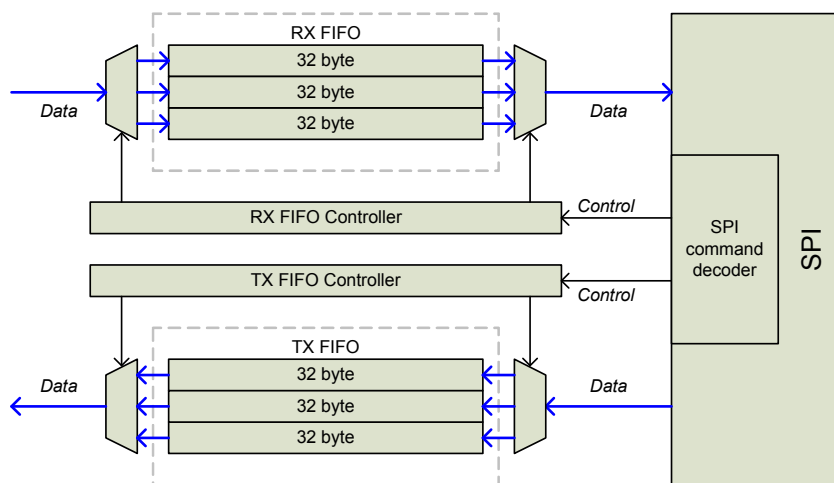 RX FIFO
32 byte
32 byte
32 byte
Data
Data
RX FIFO Controller
Control
SPI
command
decoder
SPI
TX FIFO Controller
Control
TX FIFO
32 byte
32 byte
32 byte
Data
Data